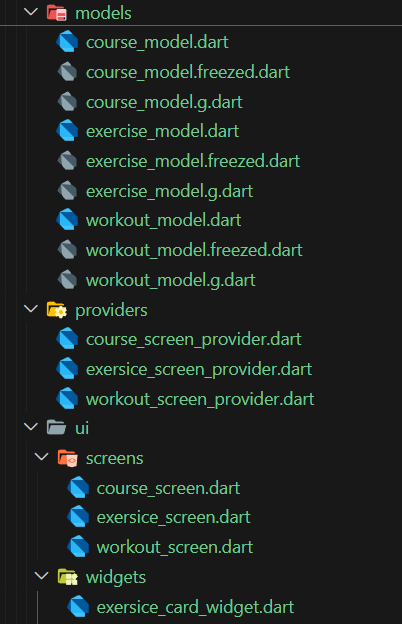 models
course_model.dart
course_model.freezed.dart
course_model.g.dart
exercise_model.dart
exercise_model.freezed.dart
exercise_model.g.dart
workout_model.dart
workout_model.freezed.dart
workout_model.g.dart
providers
course_screen_provider.dart
exersice_screen_provider.dart
workout_screen_provider.dart
ui
screens
course_screen.dart
exersice_screen.dart
workout_screen.dart
widgets
exersice_card_widget.dart